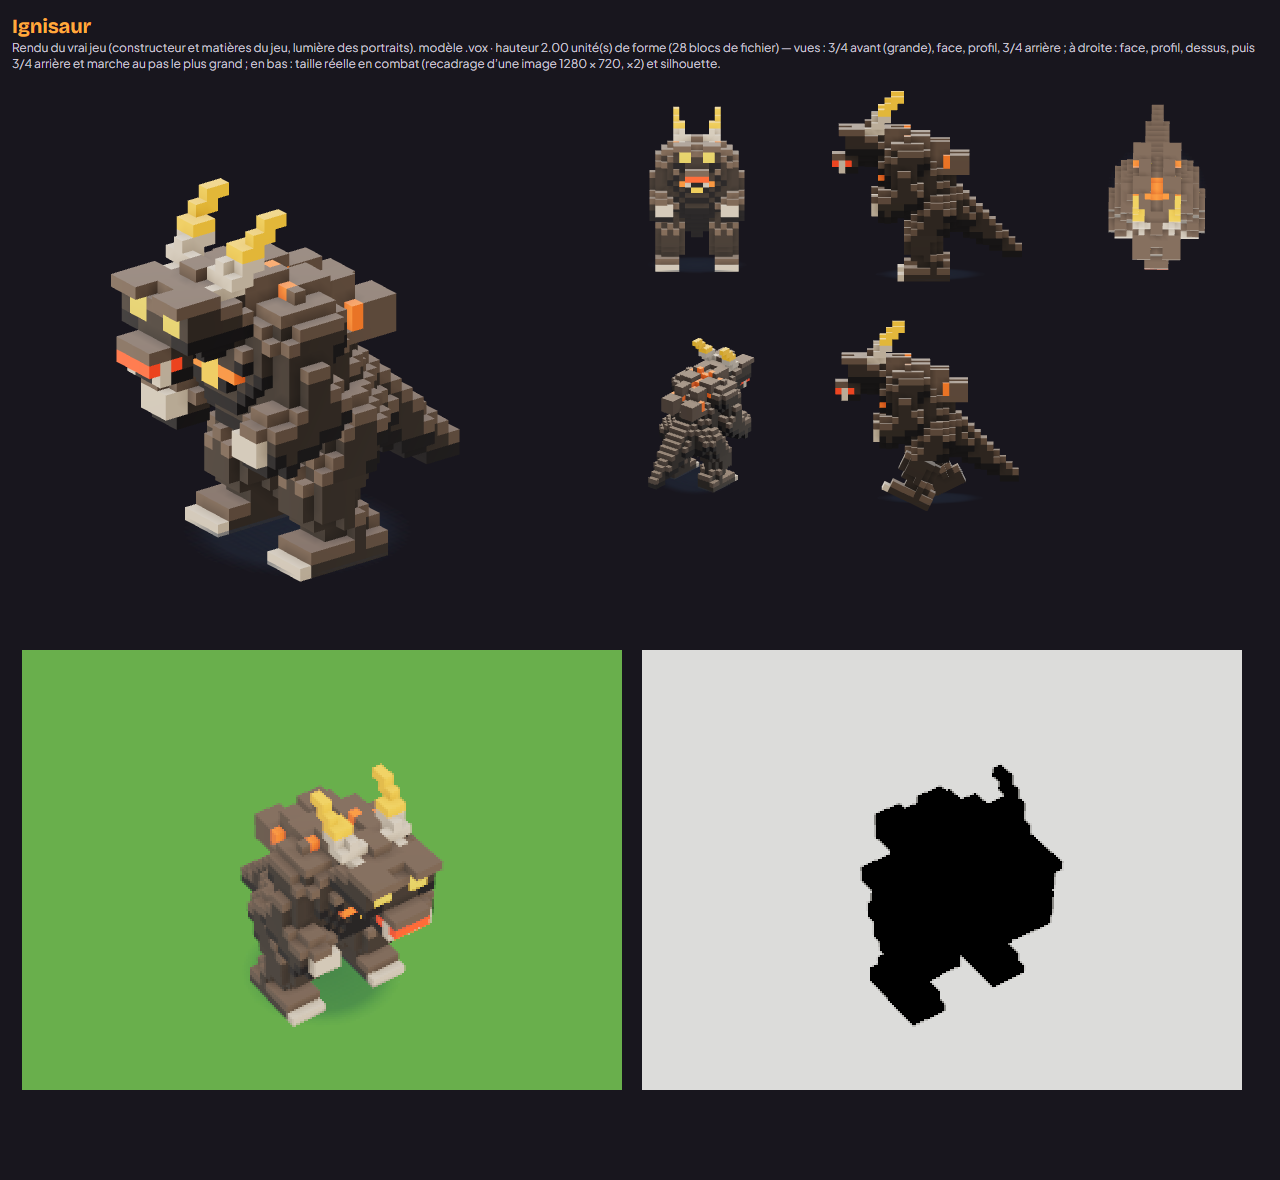 Ignisaur
Rendu du vrai jeu (constructeur et matières du jeu, lumière des portraits). modèle .vox · hauteur 2.00 unité(s) de forme (28 blocs de fichier) — vues : 3/4 avant (grande), face, profil, 3/4 arrière ; à droite : face, profil, dessus, puis
3/4 arrière et marche au pas le plus grand ; en bas : taille réelle en combat (recadrage d'une image 1280 × 720, ×2) et silhouette.